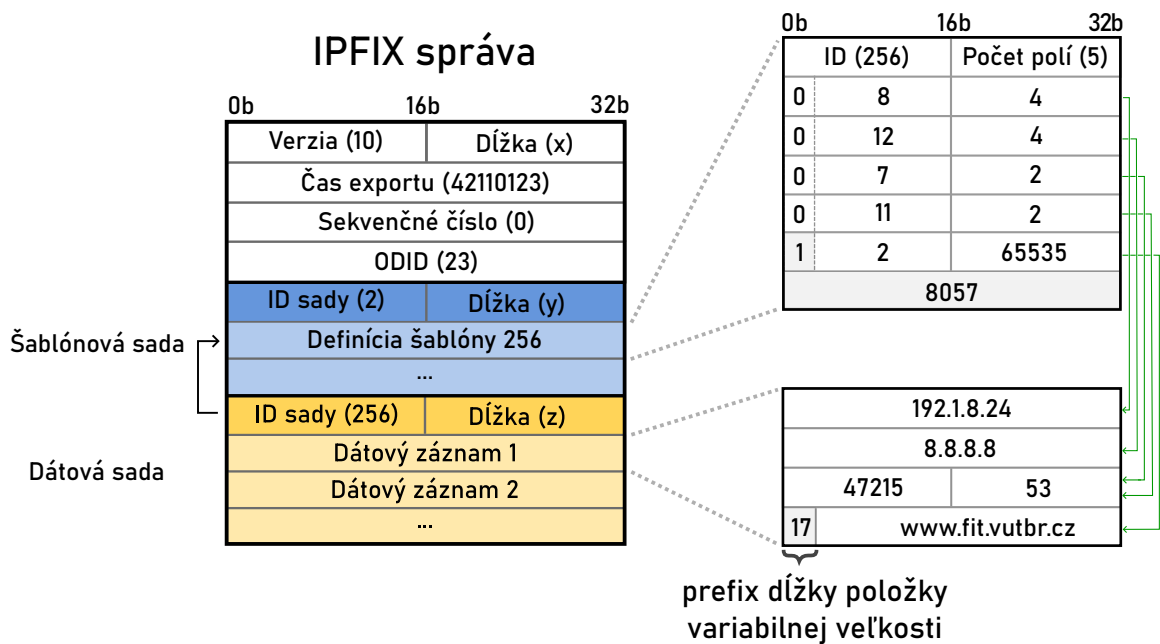 IPFIX správa
0b 16b 32b
Verzia (10) Dĺžka (x)
Čas exportu (42110123)
Sekvenčné číslo (0)
ODID (23)
ID sady (2) Dĺžka (y)
Definícia šablóny 256
...
ID sady (256) Dĺžka (z)
Dátový záznam 1
Dátový záznam 2
...
Šablónová sada
Dátová sada
0b 16b 32b
ID (256) Počet polí (5)
0 8 4
0 12 4
0 7 2
0 11 2
1 2 65535
8057
192.1.8.24
8.8.8.8
47215 53
17 www.fit.vutbr.cz
prefix dĺžky položky
variabilnej veľkosti